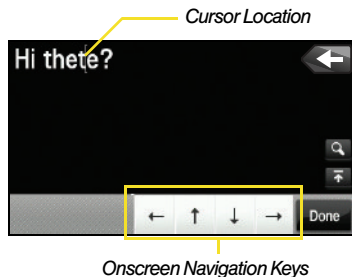 Cursor Location
Hi thete?
← ↑ ↓ → Done
Onscreen Navigation Keys